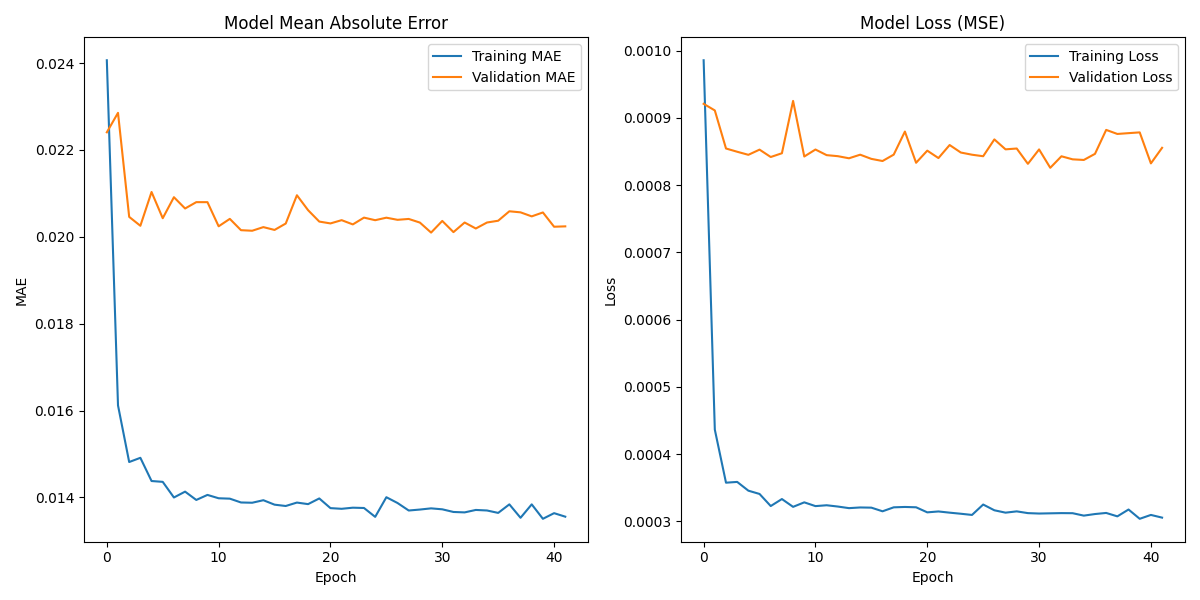 Model Mean Absolute Error
Training MAE
Validation MAE
0.024
0.022
0.020
0.018
0.016
0.014
MAE
0
10
20
30
40
Epoch
Model Loss (MSE)
Training Loss
Validation Loss
0.0010
0.0009
0.0008
0.0007
0.0006
0.0005
0.0004
0.0003
Loss
0
10
20
30
40
Epoch